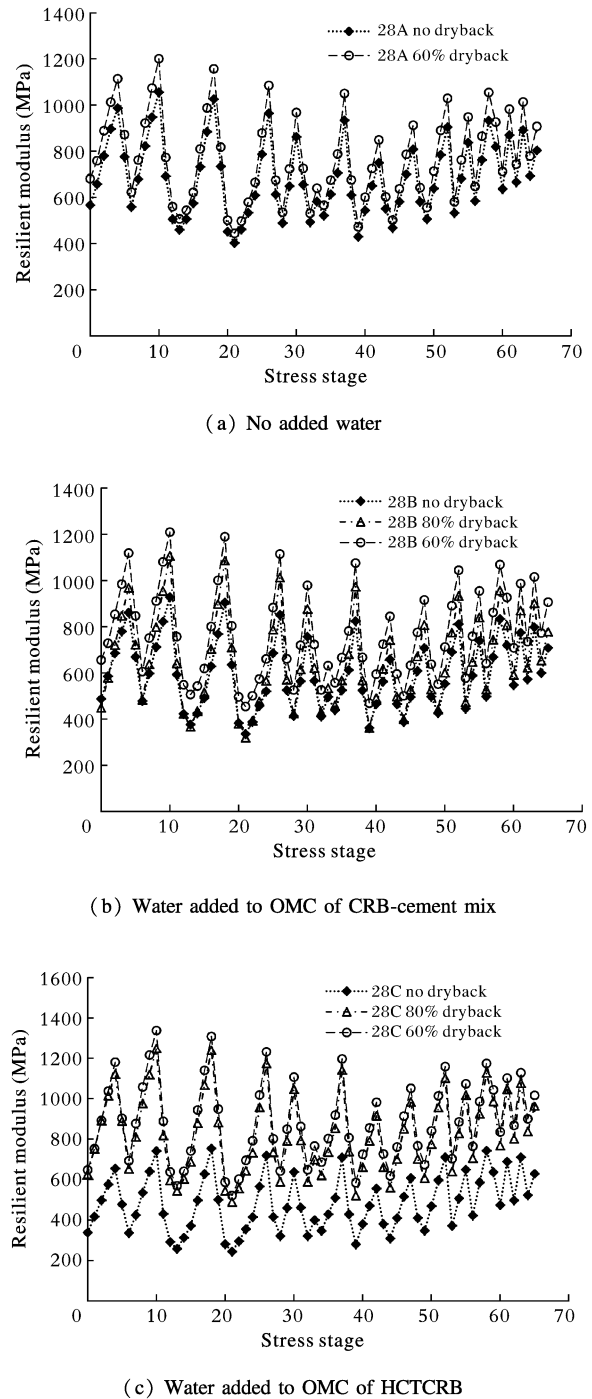 1400
1200
1000
800
600
400
200
0 10 20 30 40 50 60 70
Resilient modulus (MPa)
Stress stage
28A no dryback
28A 60% dryback
(a) No added water
1400
1200
1000
800
600
400
200
0 10 20 30 40 50 60 70
Resilient modulus (MPa)
Stress stage
28B no dryback
28B 80% dryback
28B 60% dryback
(b) Water added to OMC of CRB-cement mix
1600
1400
1200
1000
800
600
400
200
0 10 20 30 40 50 60 70
Resilient modulus (MPa)
Stress stage
28C no dryback
28C 80% dryback
28C 60% dryback
(c) Water added to OMC of HCTCRB